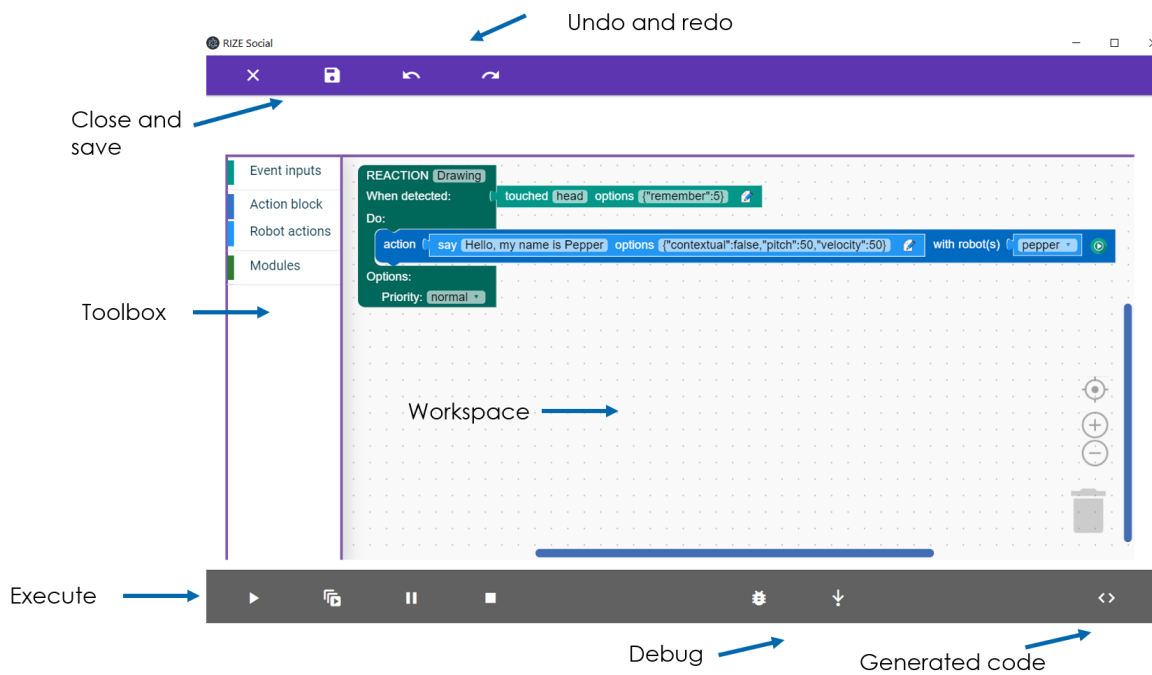 Undo and redo
RIZE Social
Close and
save
Event inputs
Action block
Robot actions
Modules
REACTION Drawing
When detected: touched head options {"remember":5}
Do:
action say Hello, my name is Pepper options {"contextual":false,"pitch":50,"velocity":50} with robot(s) pepper
Options:
Priority: normal
Toolbox
Workspace
Execute
Debug
Generated code